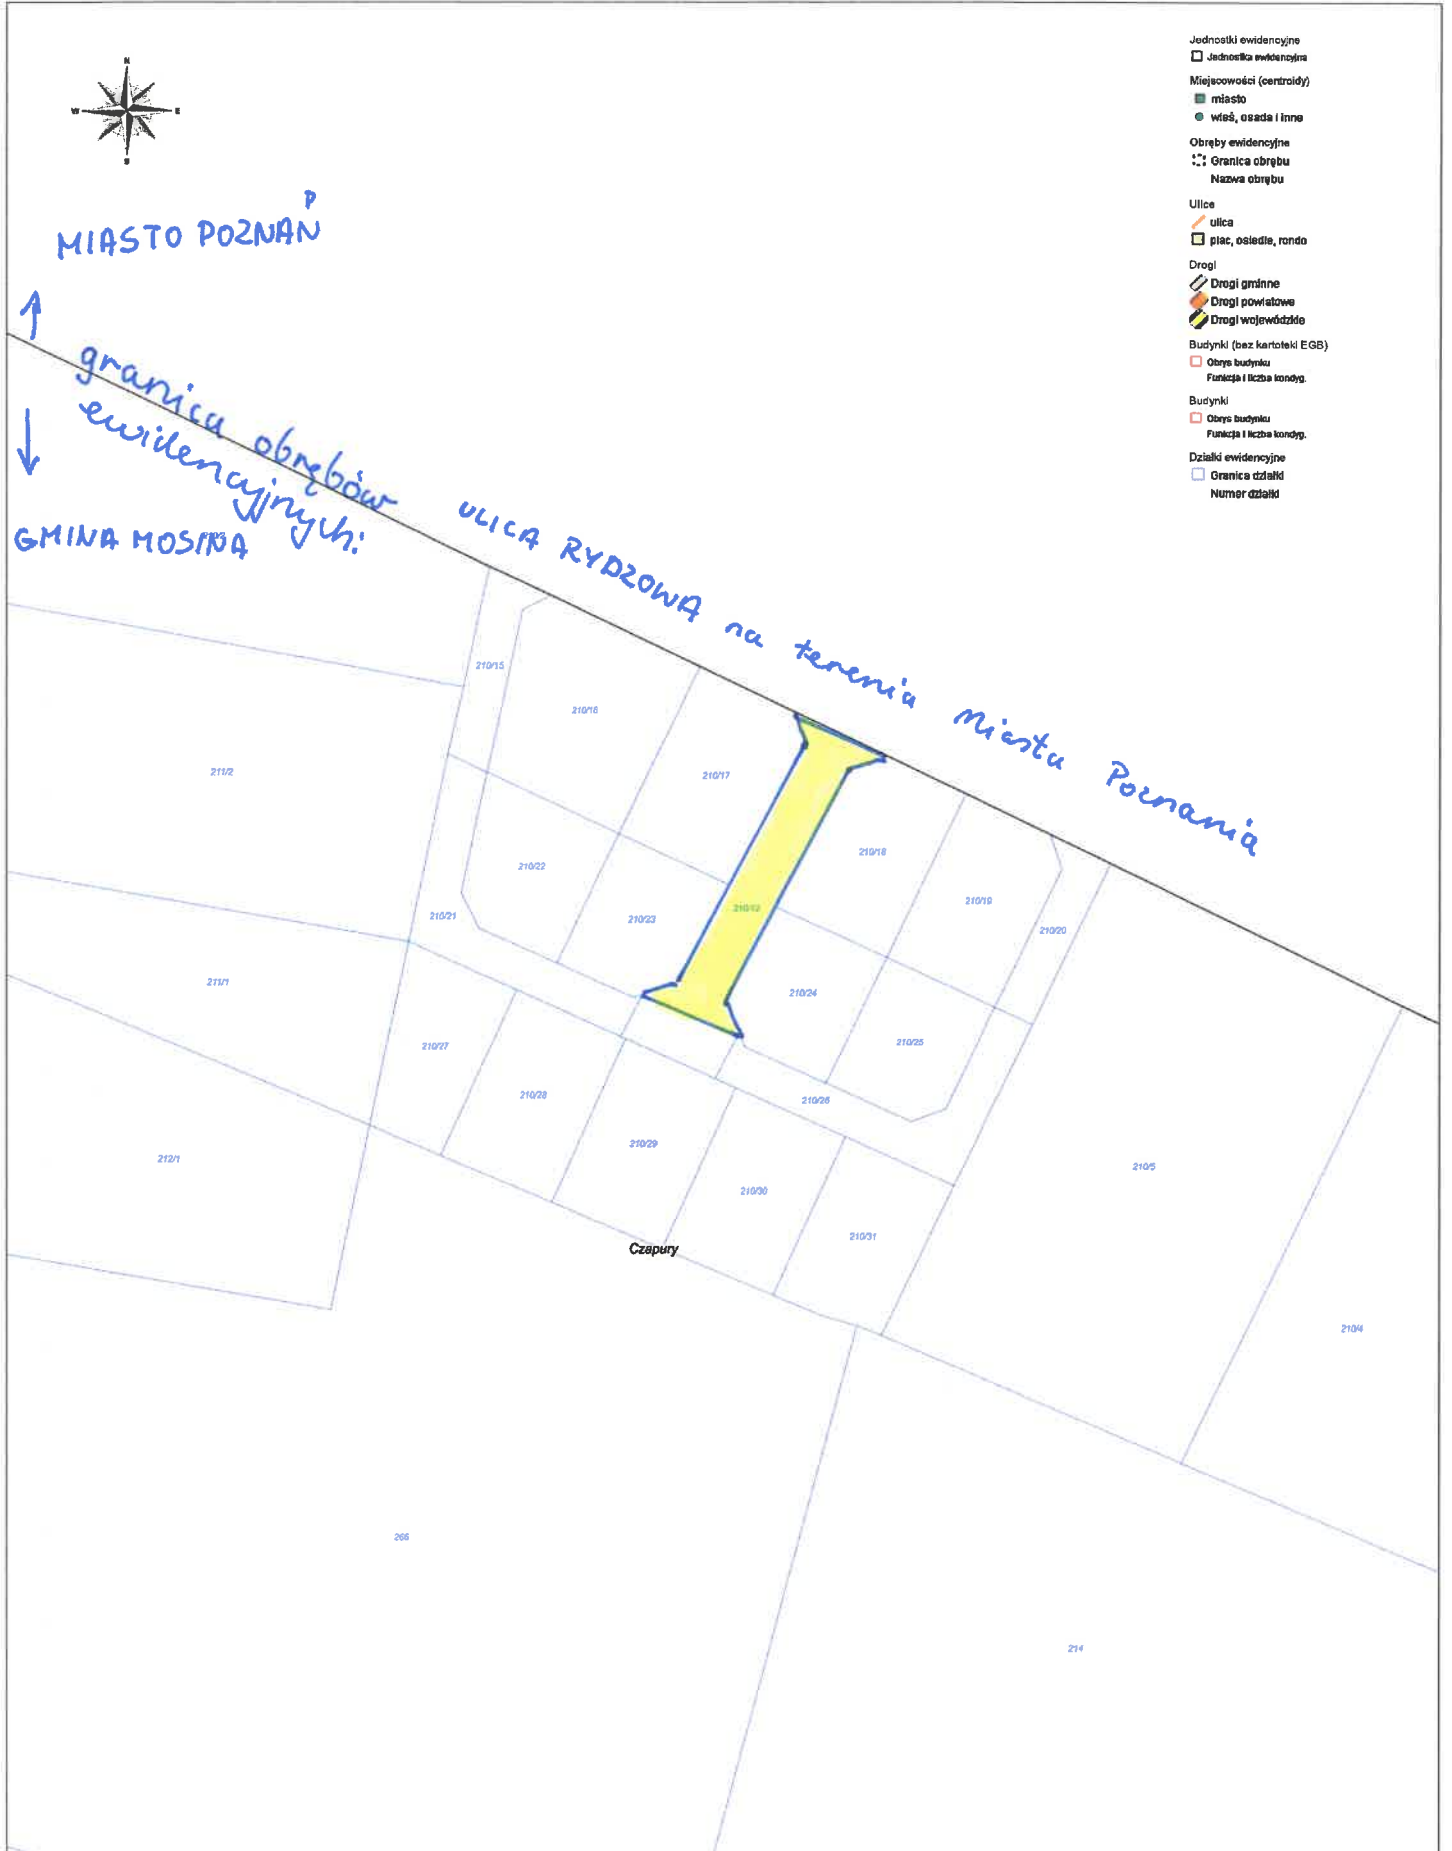 N
W
E
S
Jednostki ewidencyjne
Jednostka ewidencyjna
Miejscowości (centroidy)
miasto
wieś, osada i inne
Obręby ewidencyjne
Granica obrębu
Nazwa obrębu
Ulice
ulica
plac, osiedle, rondo
Drogi
Drogi gminne
Drogi powiatowe
Drogi wojewódzkie
Budynki (bez kartoteki EGB)
Obrys budynku
Funkcja i liczba kondyg.
Budynki
Obrys budynku
Funkcja i liczba kondyg.
Działki ewidencyjne
Granica działki
Numer działki
MIASTO POZNAŃ
granica obrębów
ewidencyjnych:
GMINA MOSINA
ULICA RYDZOWA na terenia Miasta Poznania
210/15
210/16
211/2
210/17
210/18
210/22
210/19
210/21
210/23
210/20
211/1
210/24
210/27
210/25
210/28
210/26
210/29
212/1
210/5
210/30
210/31
Czapury
210/4
266
214